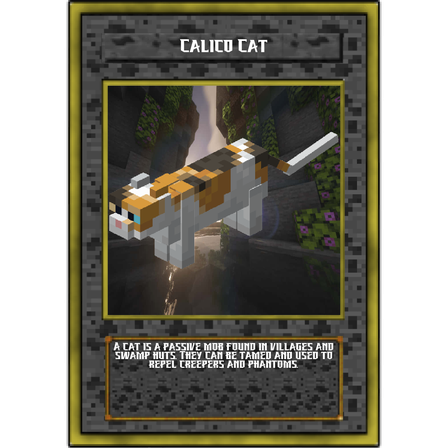 CALICO CAT
A CAT IS A PASSIVE MOB FOUND IN VILLAGES AND
SWAMP HUTS. THEY CAN BE TAMED AND USED TO
REPEL CREEPERS AND PHANTOMS.